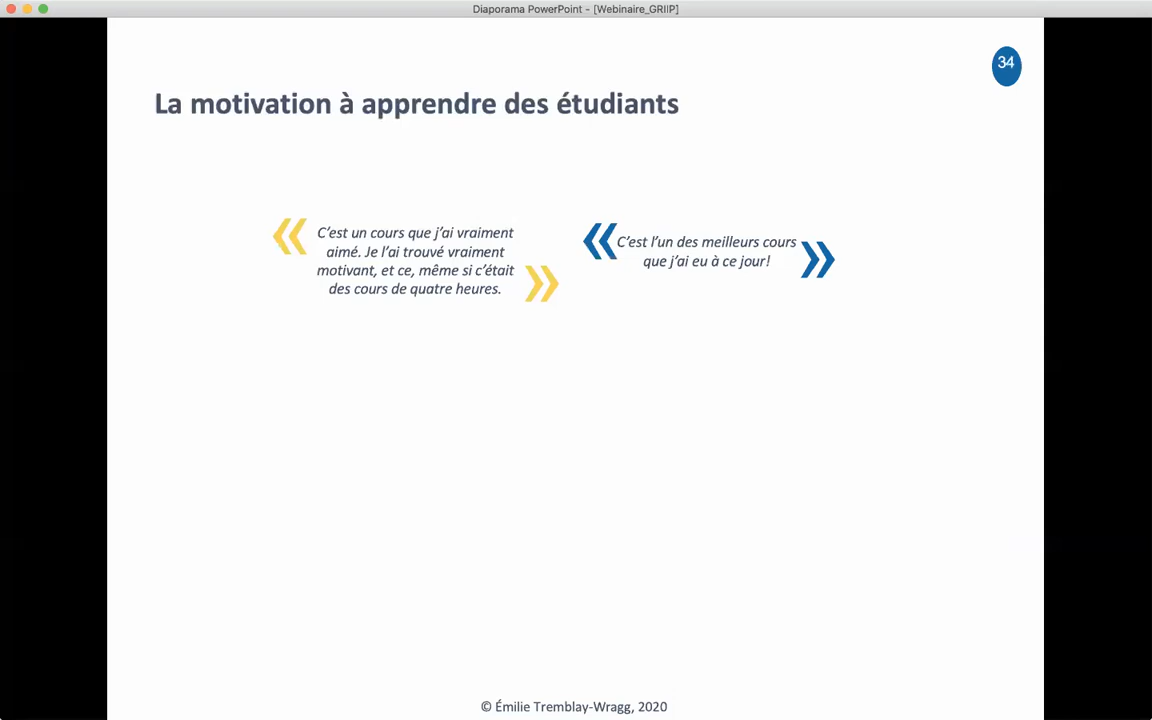 Diaporama PowerPoint - [Webinaire_GRIIP]
34
La motivation à apprendre des étudiants
« C’est un cours que j’ai vraiment
aimé. Je l’ai trouvé vraiment
motivant, et ce, même si c’était
des cours de quatre heures. »
« C’est l’un des meilleurs cours
que j’ai eu à ce jour! »
© Émilie Tremblay-Wragg, 2020